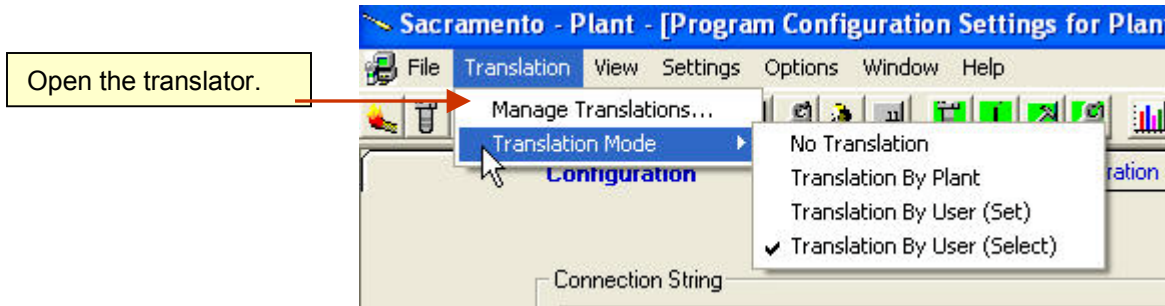 Sacramento - Plant - [Program Configuration Settings for Plan
Open the translator.
File Translation View Settings Options Window Help
Manage Translations...
Translation Mode
No Translation
Translation By Plant
Translation By User (Set)
Translation By User (Select)
Configuration
ration
Connection String